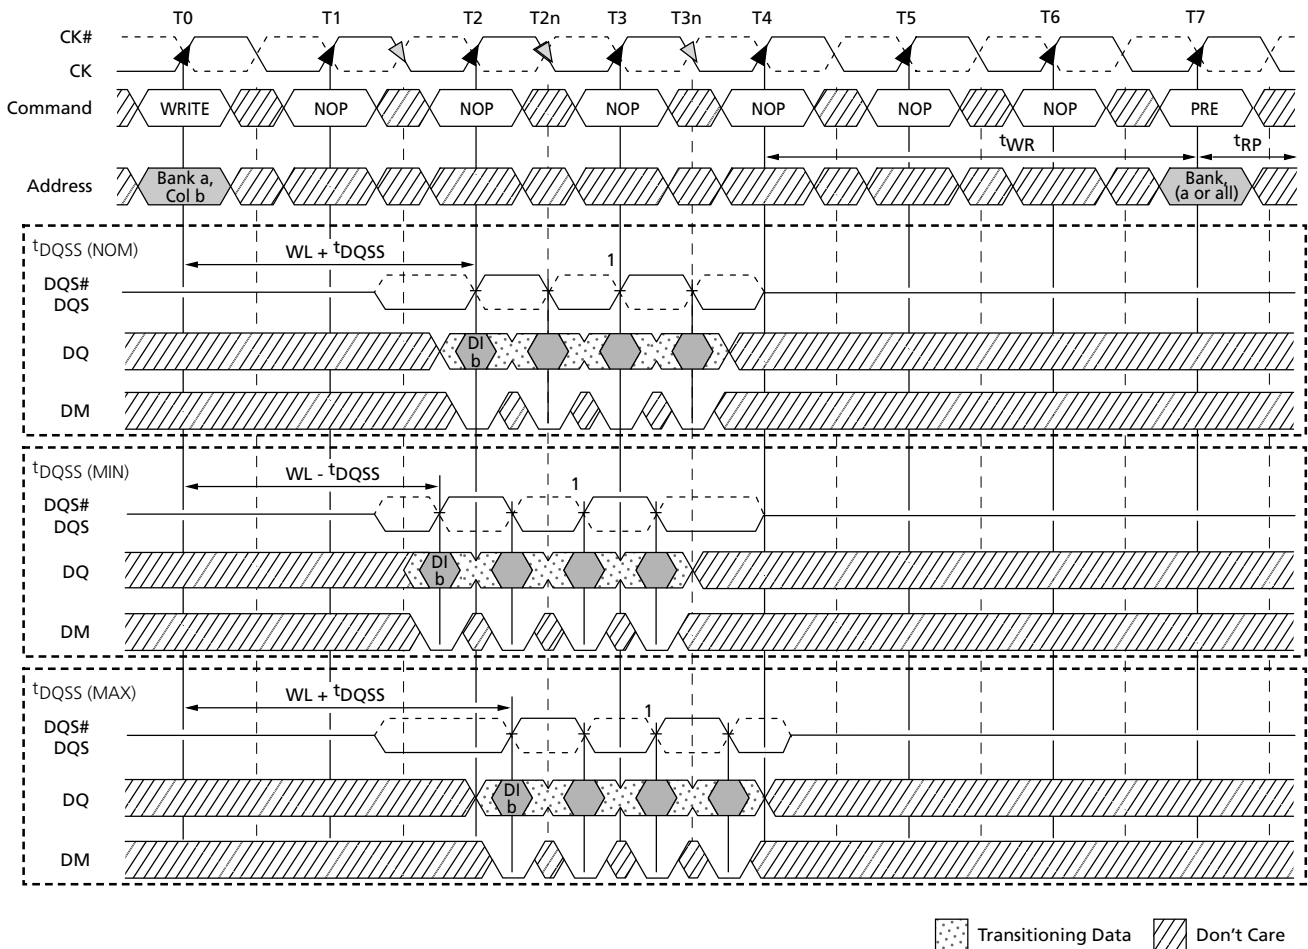 T0 T1 T2 T2n T3 T3n T4 T5 T6 T7
CK#
CK
Command WRITE NOP NOP NOP NOP NOP NOP PRE
tWR tRP
Address Bank a, Col b Bank, (a or all)
tDQSS (NOM)
WL + tDQSS 1
DQS#
DQS
DQ DI b
DM
tDQSS (MIN)
WL - tDQSS 1
DQS#
DQS
DQ DI b
DM
tDQSS (MAX)
WL + tDQSS 1
DQS#
DQS
DQ DI b
DM
Transitioning Data Don't Care